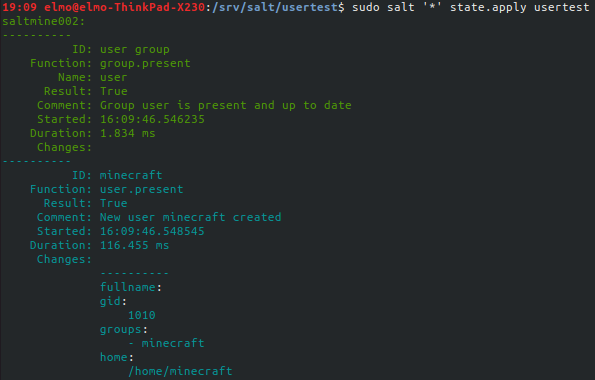 19:09 elmo@elmo-ThinkPad-X230:/srv/salt/usertest$ sudo salt '*' state.apply usertest
saltmine002:
----------
ID: user group
Function: group.present
Name: user
Result: True
Comment: Group user is present and up to date
Started: 16:09:46.546235
Duration: 1.834 ms
Changes:
----------
ID: minecraft
Function: user.present
Result: True
Comment: New user minecraft created
Started: 16:09:46.548545
Duration: 116.455 ms
Changes:
----------
fullname:
gid:
1010
groups:
- minecraft
home:
/home/minecraft